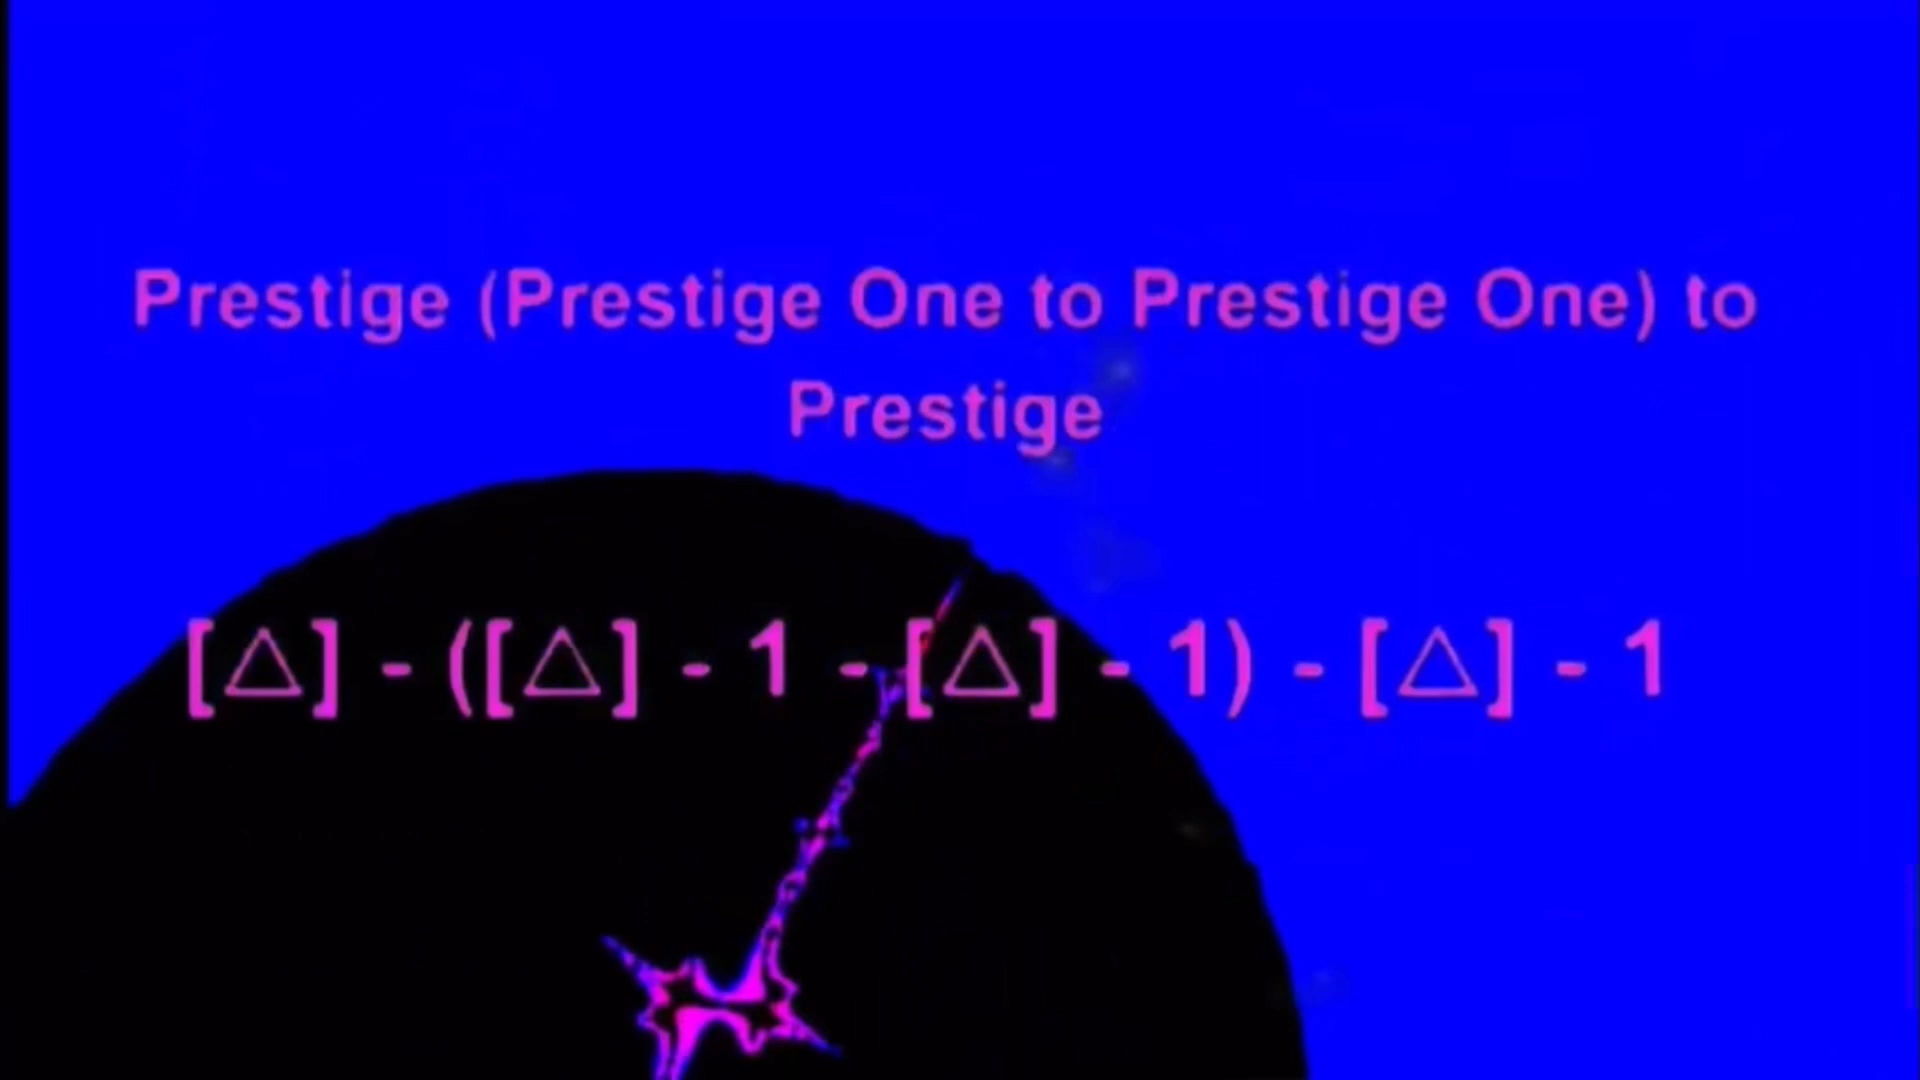 Prestige (Prestige One to Prestige One) to
Prestige
[△] - ([△] - 1 - [△] - 1) - [△] - 1